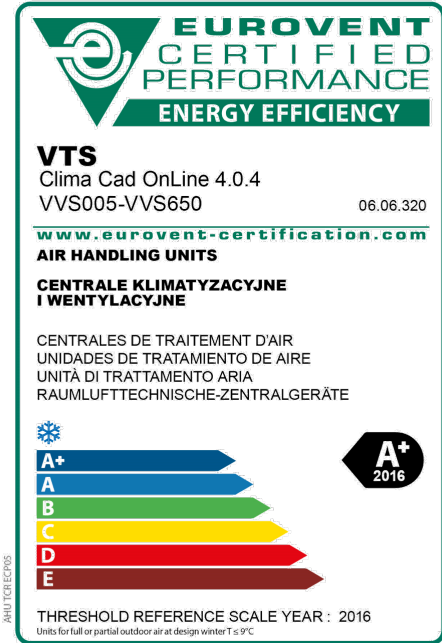 EUROVENT
CERTIFIED
PERFORMANCE
ENERGY EFFICIENCY
VTS
Clima Cad OnLine 4.0.4
VVS005-VVS650 06.06.320
www.eurovent-certification.com
AIR HANDLING UNITS
CENTRALE KLIMATYZACYJNE
I WENTYLACYJNE
CENTRALES DE TRAITEMENT D'AIR
UNIDADES DE TRATAMIENTO DE AIRE
UNITÀ DI TRATTAMENTO ARIA
RAUMLUFTTECHNISCHE-ZENTRALGERÄTE
A+
A
B
C
D
E
A+
2016
THRESHOLD REFERENCE SCALE YEAR : 2016
Units for full or partial outdoor air at design winter T ≤ 9°C
AHU TCR ECP05